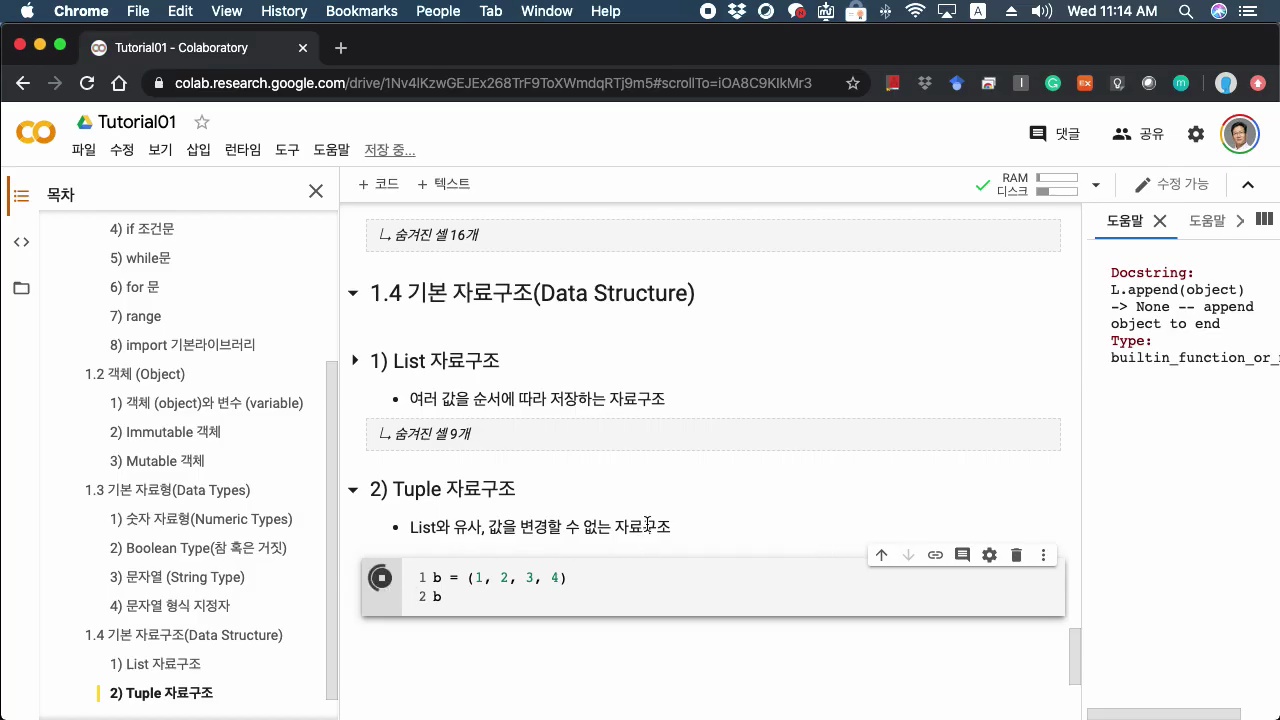 Chrome File Edit View History Bookmarks People Tab Window Help A Wed 11:14 AM
Tutorial01 - Colaboratory
colab.research.google.com/drive/1Nv4lKzwGEJEx268TrF9ToXWmdqRTj9m5#scrollTo=iOA8C9KIkMr3
Tutorial01
댓글 공유
파일 수정 보기 삽입 런타임 도구 도움말 저장 중...
목차
+ 코드 + 텍스트
RAM
디스크
수정 가능
4) if 조건문
5) while문
6) for 문
7) range
8) import 기본라이브러리
1.2 객체 (Object)
1) 객체 (object)와 변수 (variable)
2) Immutable 객체
3) Mutable 객체
1.3 기본 자료형(Data Types)
1) 숫자 자료형(Numeric Types)
2) Boolean Type(참 혹은 거짓)
3) 문자열 (String Type)
4) 문자열 형식 지정자
1.4 기본 자료구조(Data Structure)
1) List 자료구조
2) Tuple 자료구조
숨겨진 셀 16개
1.4 기본 자료구조(Data Structure)
1) List 자료구조
• 여러 값을 순서에 따라 저장하는 자료구조
숨겨진 셀 9개
2) Tuple 자료구조
• List와 유사, 값을 변경할 수 없는 자료구조
1 b = (1, 2, 3, 4)
2 b
도움말 도움말
Docstring:
L.append(object)
-> None -- append
object to end
Type:
builtin_function_or_